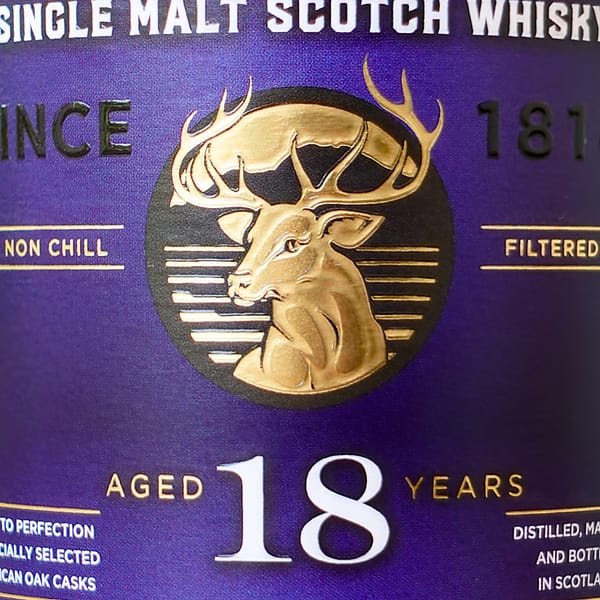 SINGLE MALT SCOTCH WHISKY
INCE 181
NON CHILL FILTERED
AGED 18 YEARS
TO PERFECTION
CIALLY SELECTED
ICAN OAK CASKS
DISTILLED, MA
AND BOTT
IN SCOTLA